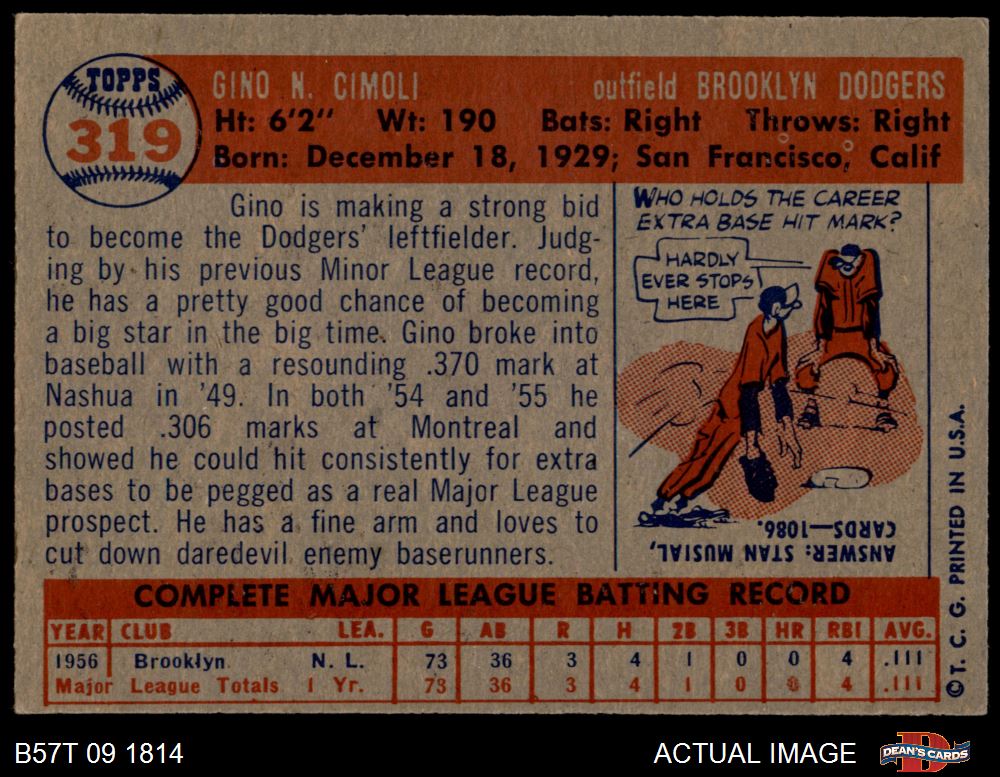 TOPPS
319
GINO N. CIMOLI outfield BROOKLYN DODGERS
Ht: 6'2" Wt: 190 Bats: Right Throws: Right
Born: December 18, 1929; San Francisco, Calif
Gino is making a strong bid
to become the Dodgers' leftfielder. Judg-
ing by his previous Minor League record,
he has a pretty good chance of becoming
a big star in the big time. Gino broke into
baseball with a resounding .370 mark at
Nashua in '49. In both '54 and '55 he
posted .306 marks at Montreal and
showed he could hit consistently for extra
bases to be pegged as a real Major League
prospect. He has a fine arm and loves to
cut down daredevil enemy baserunners.
WHO HOLDS THE CAREER
EXTRA BASE HIT MARK?
HARDLY
EVER STOPS
HERE
ANSWER: STAN MUSIAL,
CARDS—1086.
COMPLETE MAJOR LEAGUE BATTING RECORD
YEAR CLUB LEA. G AB R H 2B 3B HR RBI AVG.
1956 Brooklyn N. L. 73 36 3 4 1 0 0 4 .111
Major League Totals 1 Yr. 73 36 3 4 1 0 0 4 .111
© T. C. G. PRINTED IN U.S.A.
B57T 09 1814 ACTUAL IMAGE DEAN'S CARDS